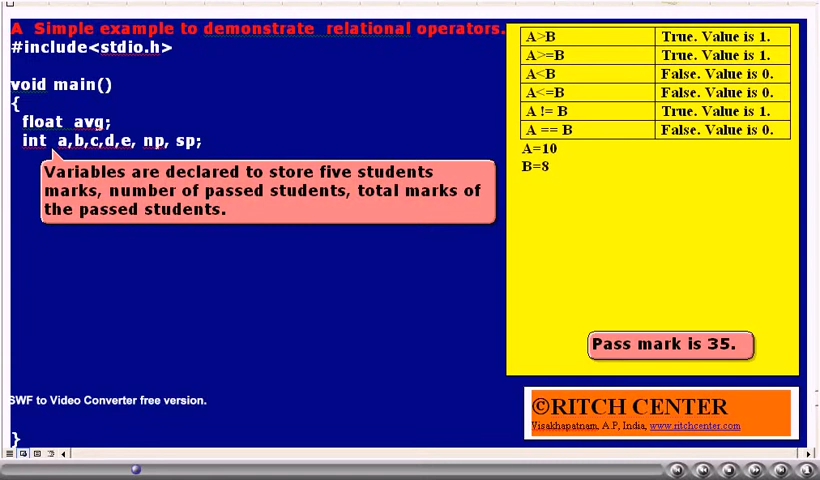 A Simple example to demonstrate relational operators.
#include<stdio.h>
void main()
{
float avg;
int a,b,c,d,e, np, sp;
Variables are declared to store five students
marks, number of passed students, total marks of
the passed students.
SWF to Video Converter free version.
}
A>B True. Value is 1.
A>=B True. Value is 1.
A<B False. Value is 0.
A<=B False. Value is 0.
A != B True. Value is 1.
A == B False. Value is 0.
A=10
B=8
Pass mark is 35.
©RITCH CENTER
Visakhapatnam, A.P, India, www.ritchcenter.com